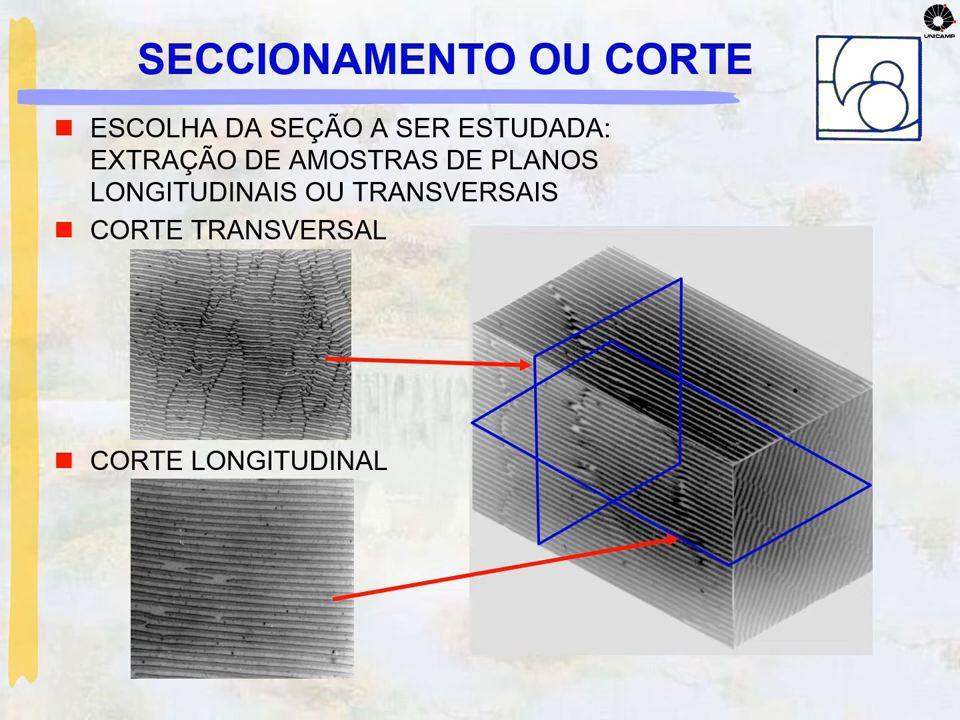 UNICAMP
SECCIONAMENTO OU CORTE
ESCOLHA DA SEÇÃO A SER ESTUDADA:
EXTRAÇÃO DE AMOSTRAS DE PLANOS
LONGITUDINAIS OU TRANSVERSAIS
CORTE TRANSVERSAL
CORTE LONGITUDINAL